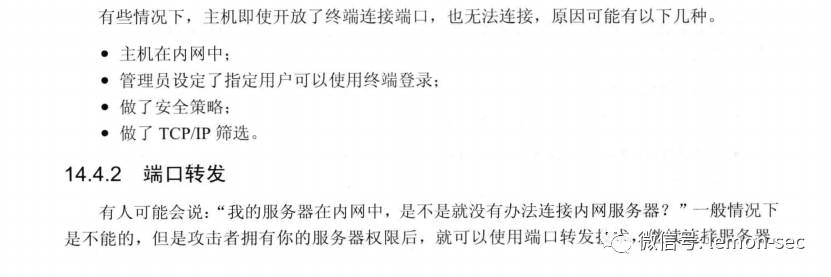 有些情况下，主机即使开放了终端连接端口，也无法连接，原因可能有以下几种。
● 主机在内网中；
● 管理员设定了指定用户可以使用终端登录；
● 做了安全策略；
● 做了 TCP/IP 筛选。
14.4.2 端口转发
有人可能会说：“我的服务器在内网中，是不是就没有办法连接内网服务器？”一般情况下
是不能的，但是攻击者拥有你的服务器权限后，就可以使用端口转发技术，连接服务器
微信号: lemon-sec